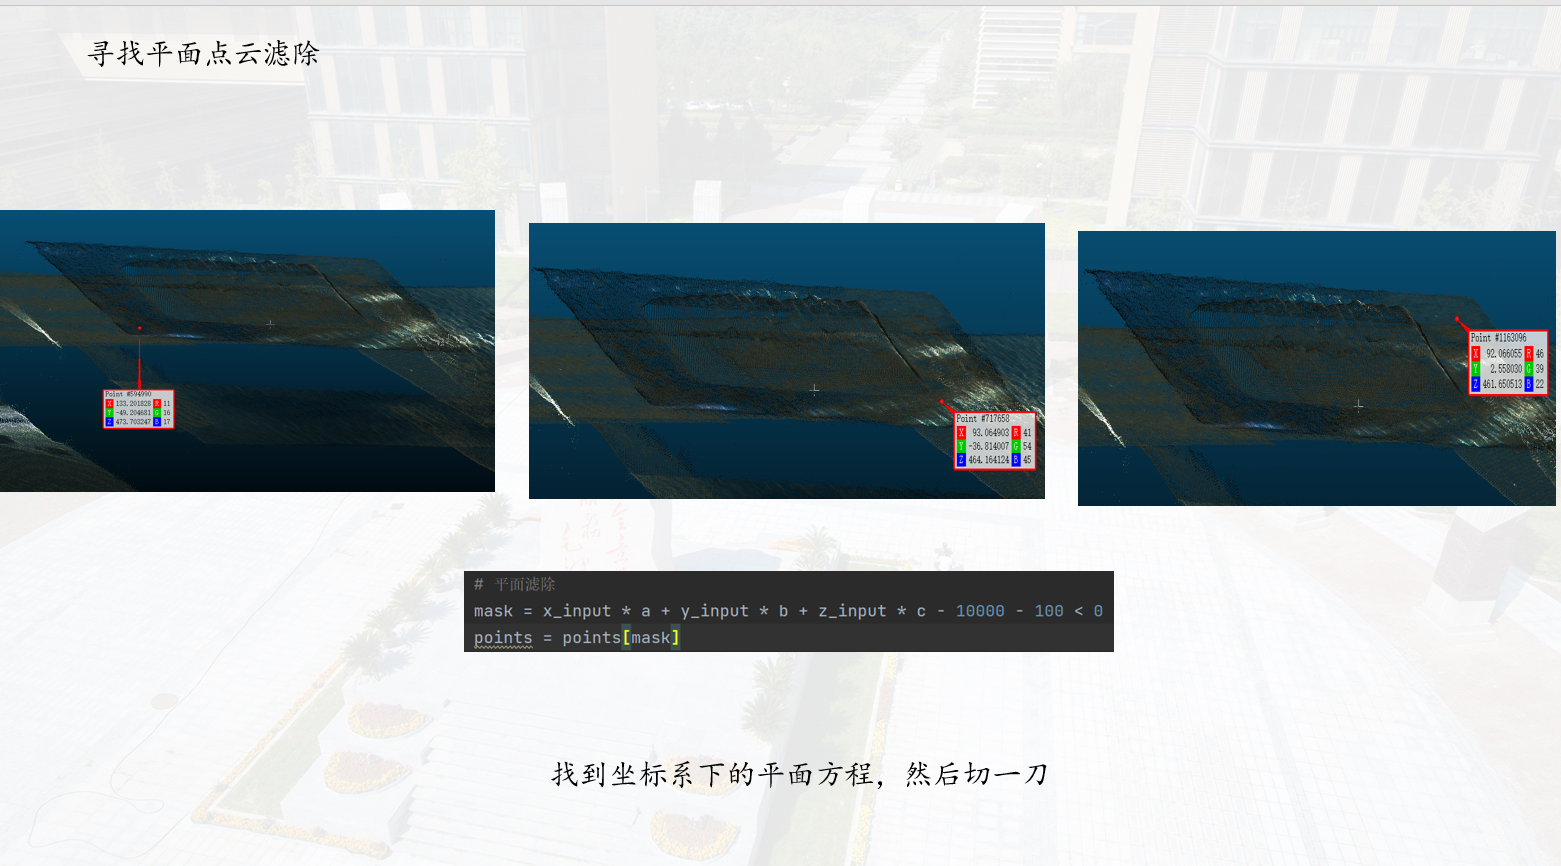 寻找平面点云滤除
Point #594990
X 133.201828 R 11
Y -49.204681 G 16
Z 473.703247 B 17
Point #717658
X 93.064903 R 41
Y -36.814007 G 54
Z 464.164124 B 45
Point #1163096
X 92.066055 R 46
Y 2.558030 G 39
Z 461.650513 B 22
# 平面滤除
mask = x_input * a + y_input * b + z_input * c - 10000 - 100 < 0
points = points[mask]
找到坐标系下的平面方程，然后切一刀